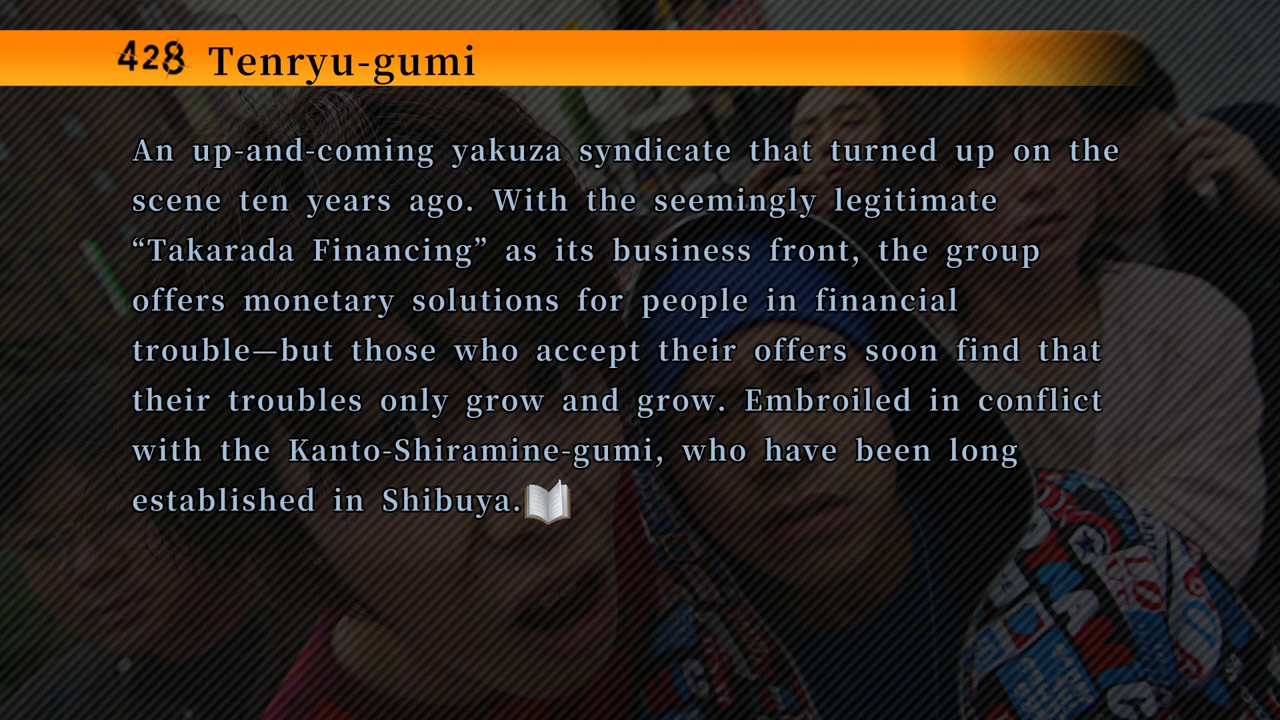 428 Tenryu-gumi
An up-and-coming yakuza syndicate that turned up on the
scene ten years ago. With the seemingly legitimate
“Takarada Financing” as its business front, the group
offers monetary solutions for people in financial
trouble—but those who accept their offers soon find that
their troubles only grow and grow. Embroiled in conflict
with the Kanto-Shiramine-gumi, who have been long
established in Shibuya.